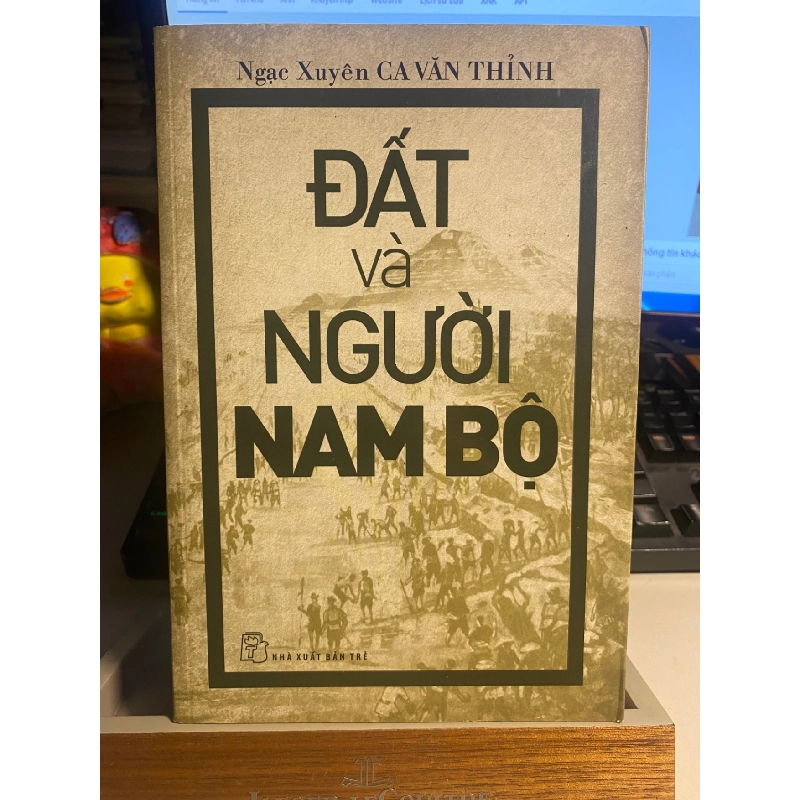 Ngạc Xuyên CA VĂN THỈNH
ĐẤT
và
NGƯỜI
NAM BỘ
NHÀ XUẤT BẢN TRẺ